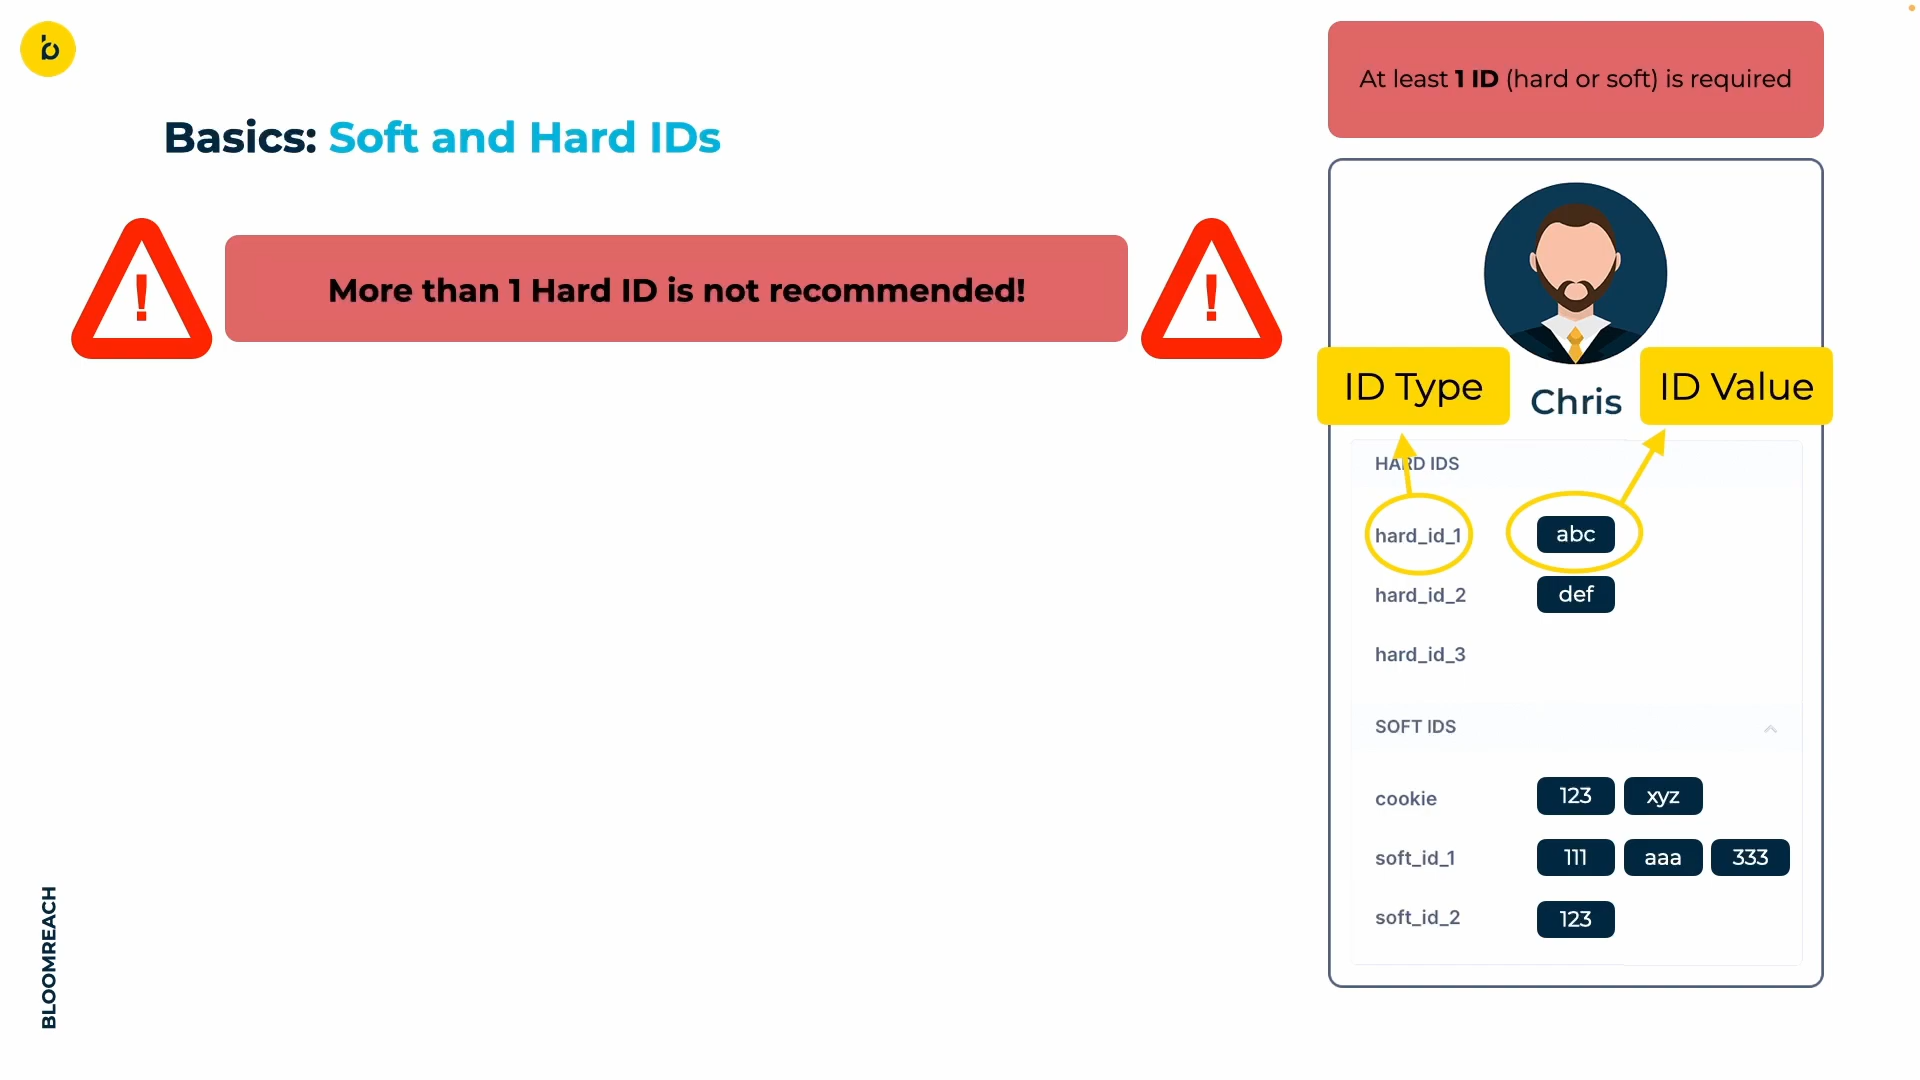 Basics: Soft and Hard IDs
! More than 1 Hard ID is not recommended! !
At least 1 ID (hard or soft) is required
ID Type
Chris
ID Value
HARD IDS
hard_id_1 abc
hard_id_2 def
hard_id_3
SOFT IDS
cookie 123 xyz
soft_id_1 111 aaa 333
soft_id_2 123
BLOOMREACH